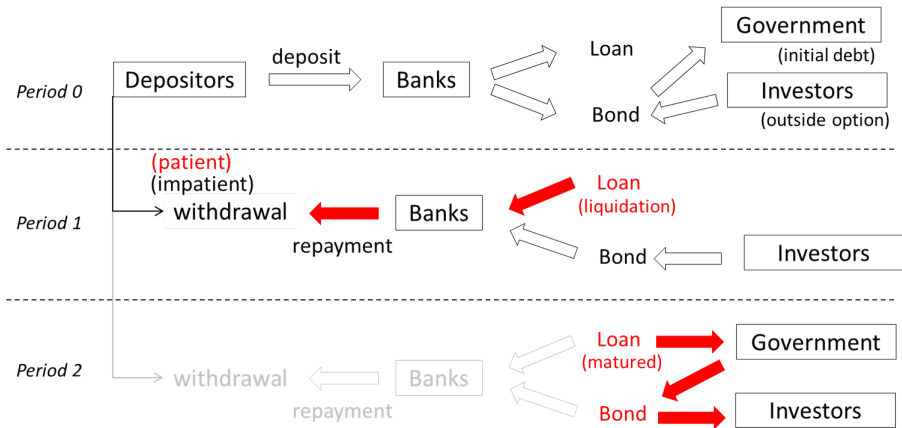 Government
Loan
(initial debt)
deposit
Period 0
Depositors
Banks
Investors
Bond
(outside option)
(patient)
(impatient)
Loan
(liquidation)
Period 1
withdrawal
Banks
repayment
Bond
Investors
Period 2
Loan
(matured)
Government
withdrawal
Banks
repayment
Bond
Investors